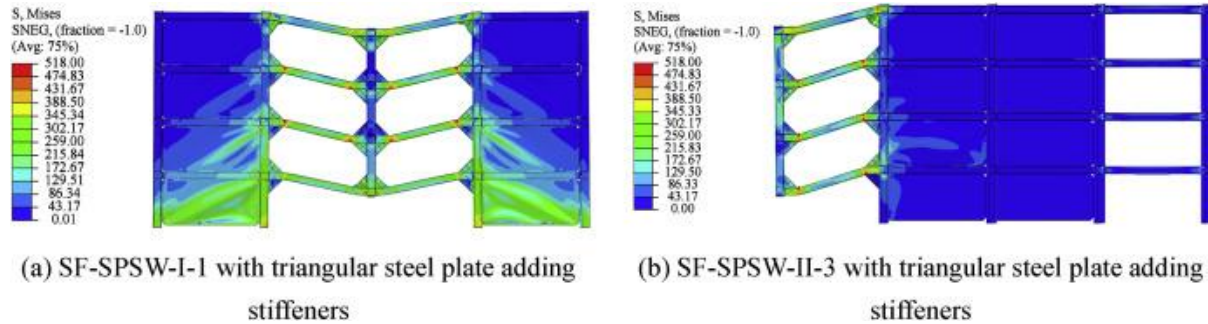 S, Mises
SNEG, (fraction = -1.0)
(Avg: 75%)
518.00
474.83
431.67
388.50
345.34
302.17
259.00
215.84
172.67
129.51
86.34
43.17
0.01
S, Mises
SNEG, (fraction = -1.0)
(Avg: 75%)
518.00
474.83
431.67
388.50
345.33
302.17
259.00
215.83
172.67
129.50
86.33
43.17
0.00
(a) SF-SPSW-I-1 with triangular steel plate adding
stiffeners
(b) SF-SPSW-II-3 with triangular steel plate adding
stiffeners